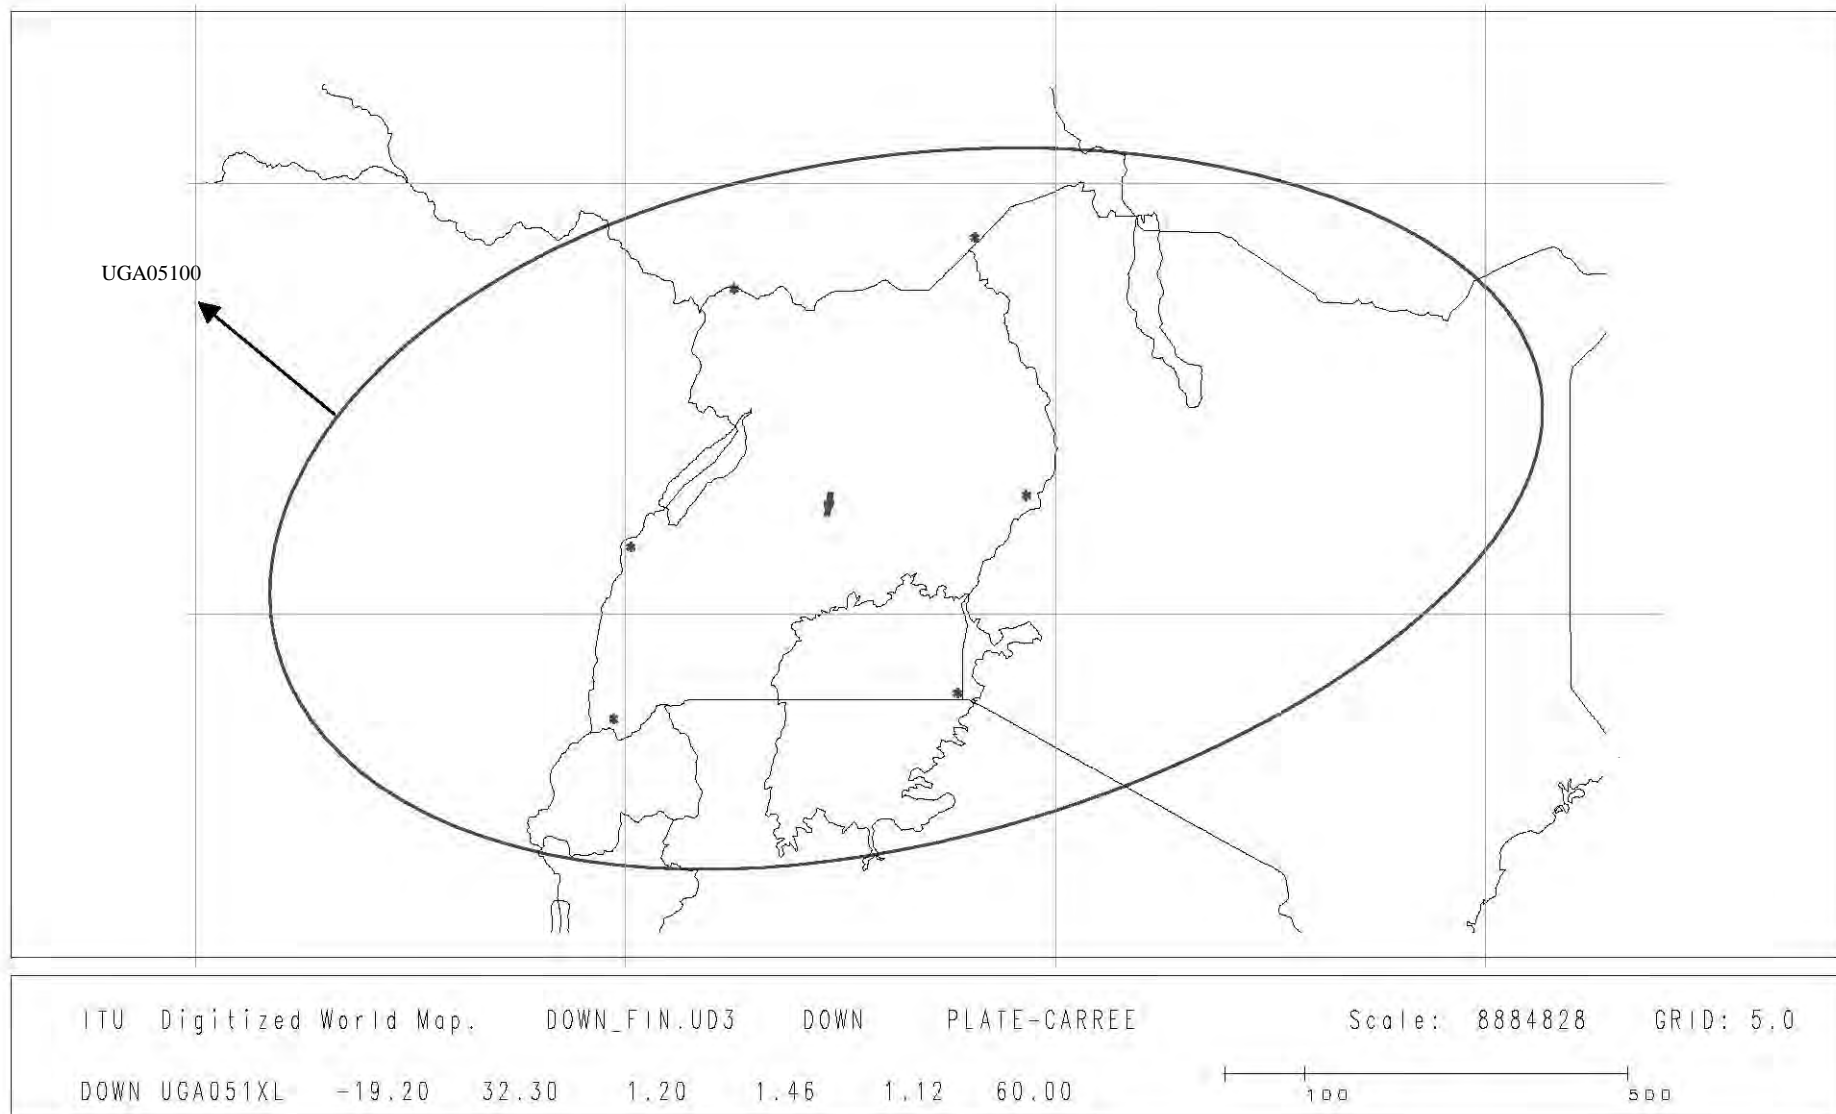 UGA05100
ITU Digitized World Map. DOWN_FIN.UD3 DOWN PLATE-CARREE Scale: 8884828 GRID: 5.0
DOWN UGA051XL -19.20 32.30 1.20 1.46 1.12 60.00 100 500